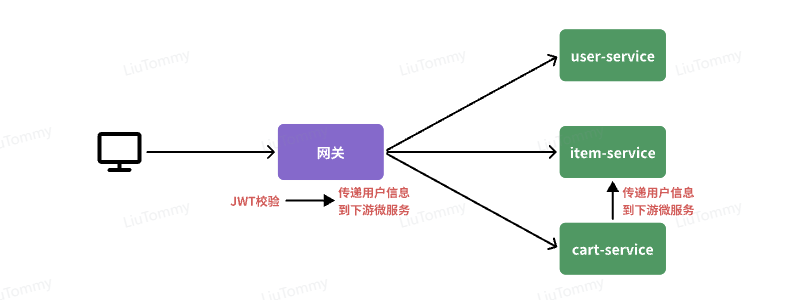 LiuTommy
LiuTommy
LiuTommy
user-service
LiuTommy
网关
item-service
JWT校验
传递用户信息
到下游微服务
传递用户信息
到下游微服务
LiuTommy
LiuTommy
LiuTommy
cart-service
LiuTommy
LiuTommy
LiuTommy